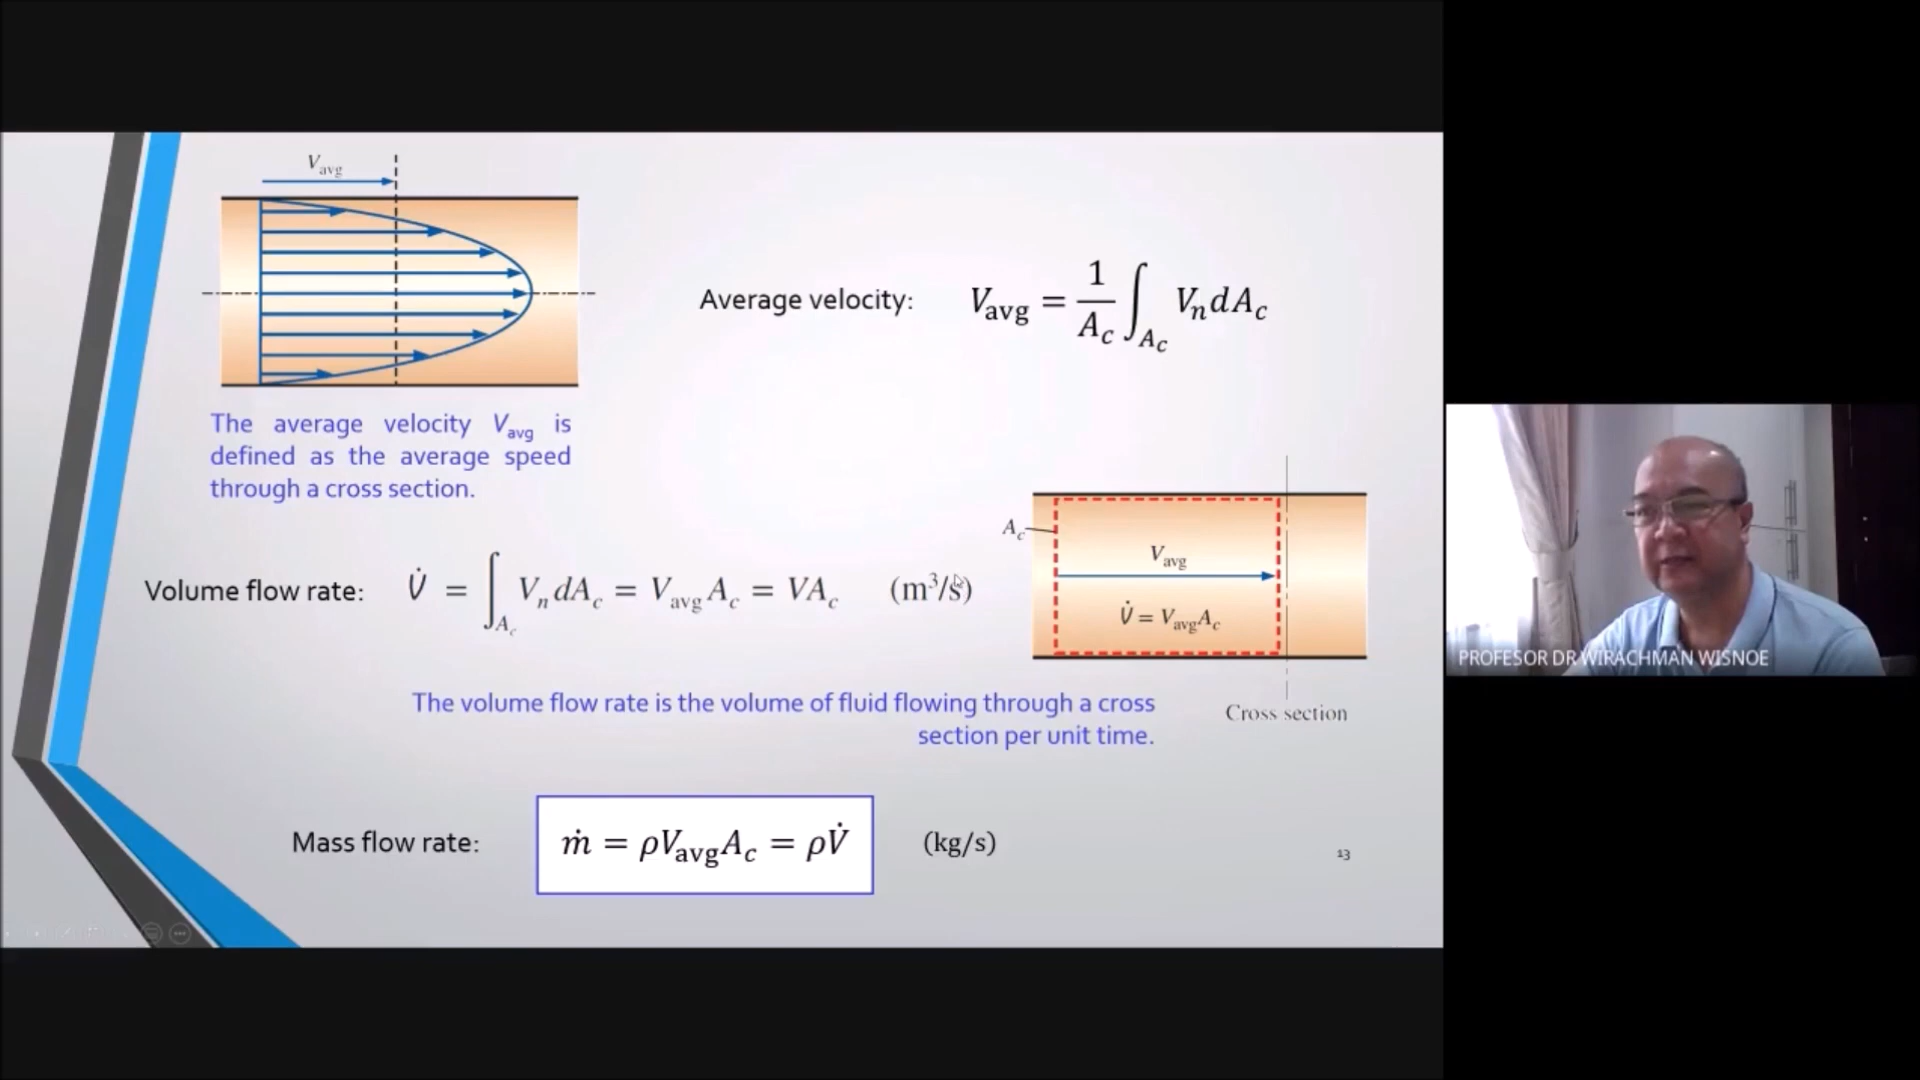 V_avg
Average velocity: V_avg = 1/A_c ∫_{A_c} V_n dA_c
The average velocity V_avg is
defined as the average speed
through a cross section.
A_c
V_avg
V̇ = V_avg A_c
Cross section
Volume flow rate: V̇ = ∫_{A_c} V_n dA_c = V_avg A_c = VA_c (m³/s)
The volume flow rate is the volume of fluid flowing through a cross
section per unit time.
Mass flow rate: ṁ = ρV_avg A_c = ρV̇ (kg/s)
13
PROFESOR DR WIRACHMAN WISNOE